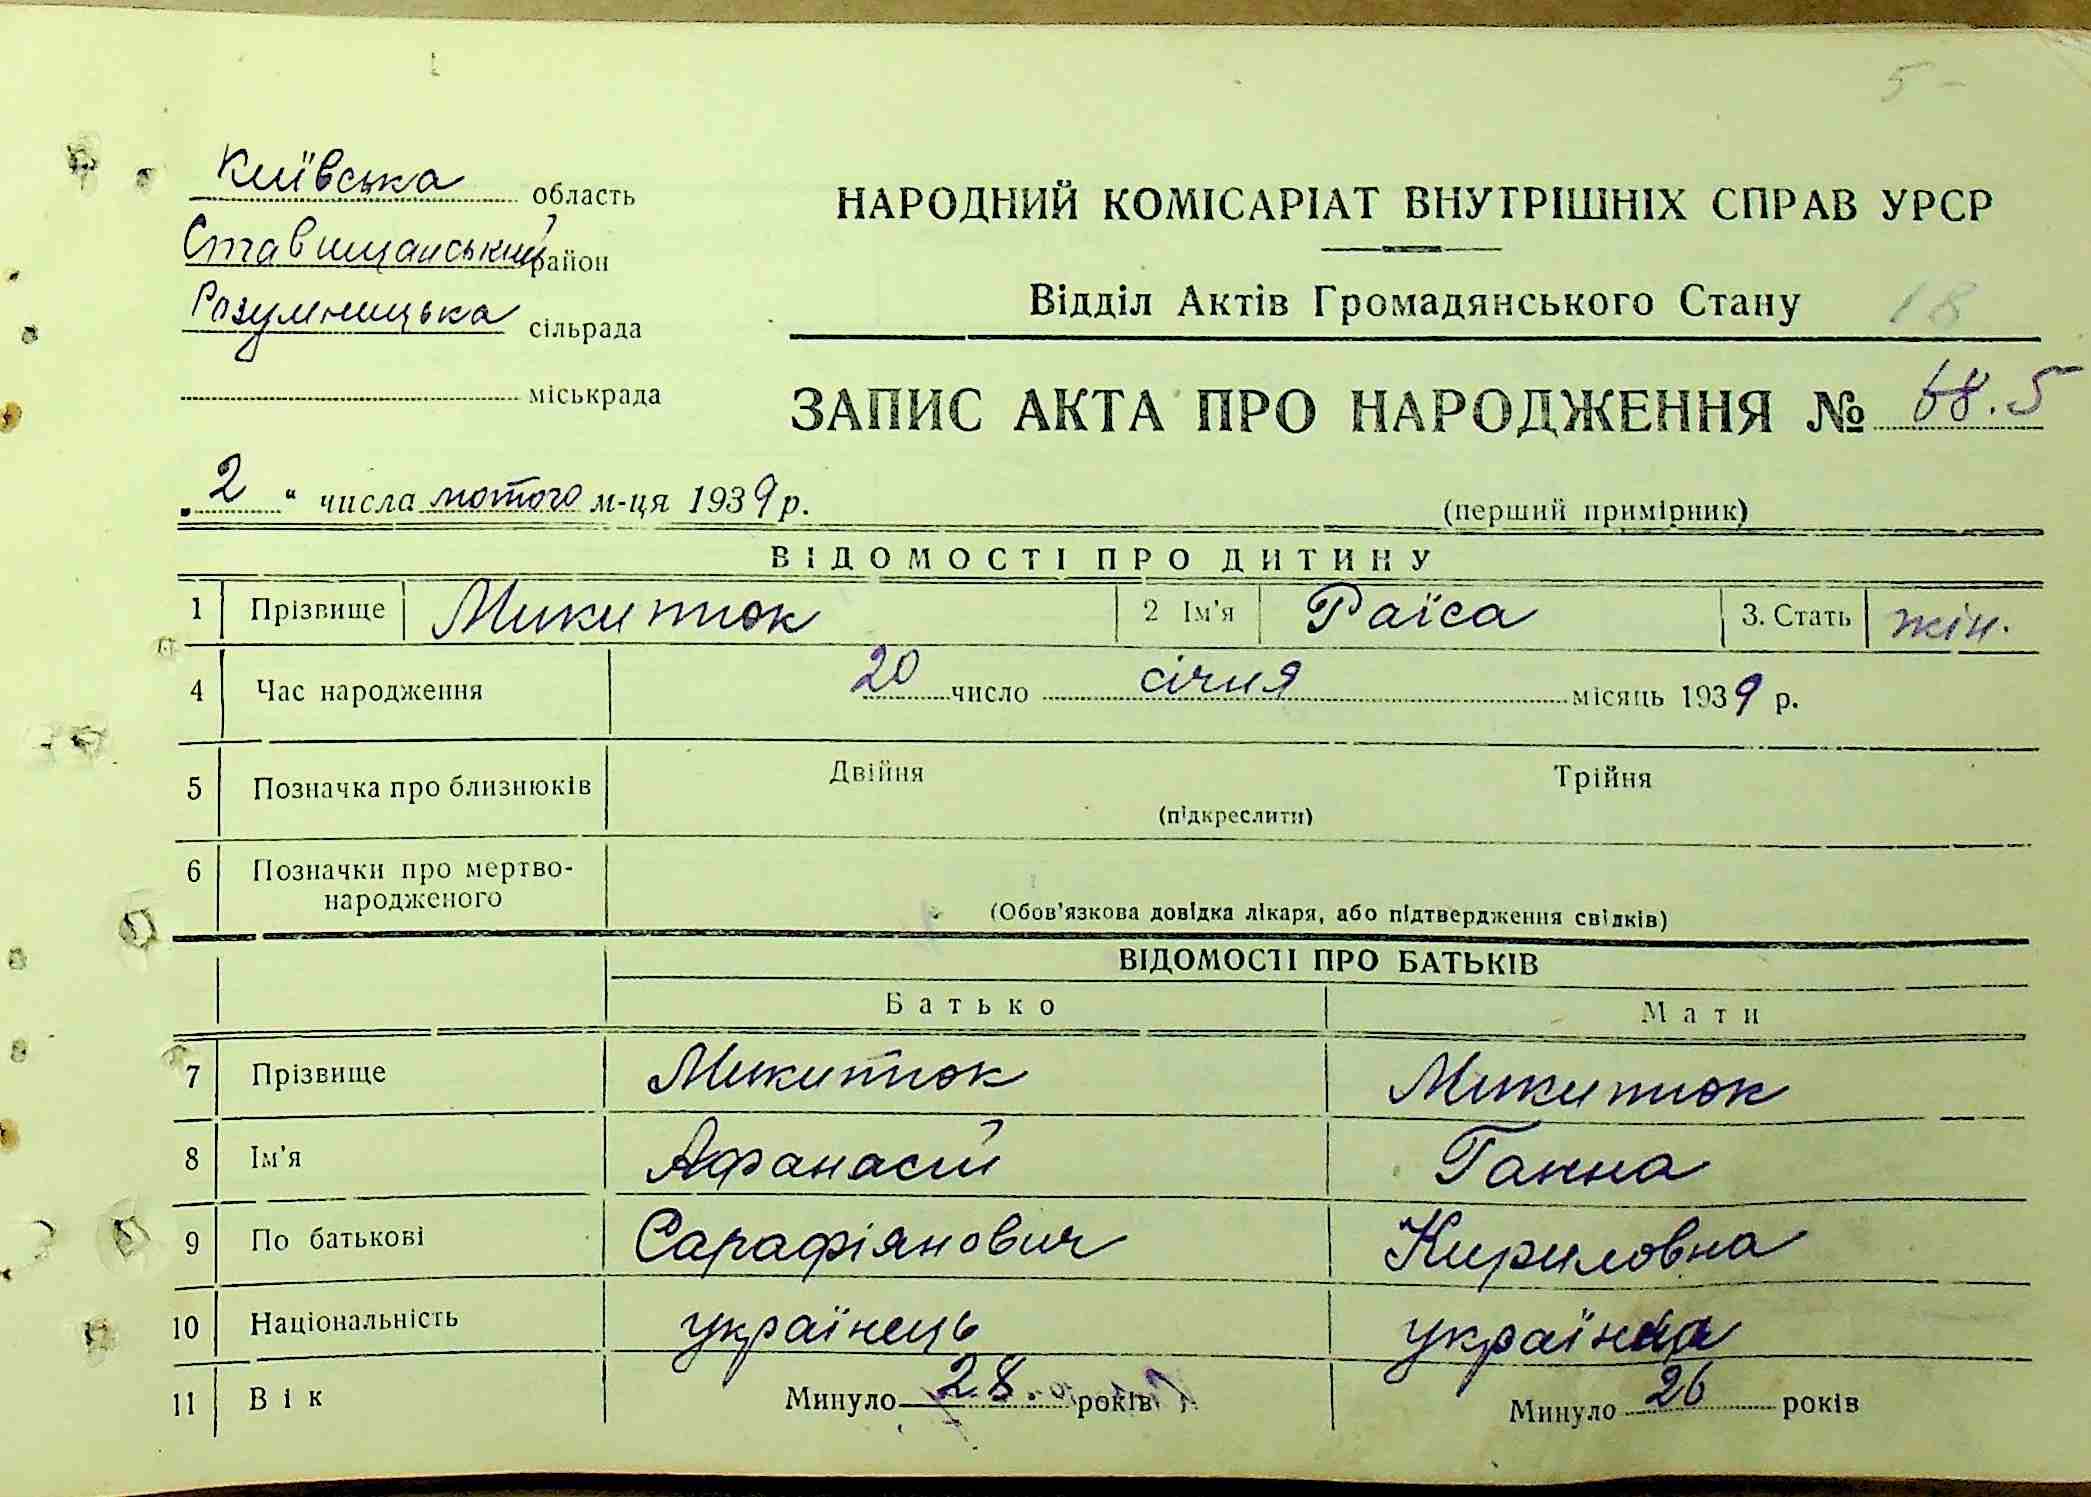 5 -
Київська область
Ставищанський район
Розумницька сільрада
міськрада
НАРОДНИЙ КОМІСАРІАТ ВНУТРІШНІХ СПРАВ УРСР
Відділ Актів Громадянського Стану 18
ЗАПИС АКТА ПРО НАРОДЖЕННЯ № 68.5
„2“ числа лютого м-ця 1939 р.
(перший примірник)
ВІДОМОСТІ ПРО ДИТИНУ
1 Прізвище Микитюк 2 Ім'я Раїса 3. Стать жін.
4 Час народження 20 число січня місяць 1939 р.
5 Позначка про близнюків Двійня Трійня
(підкреслити)
6 Позначки про мертво-
народженого
(Обов'язкова довідка лікаря, або підтвердження свідків)
ВІДОМОСТІ ПРО БАТЬКІВ
Батько Мати
7 Прізвище Микитюк Микитюк
8 Ім'я Афанасій Ганна
9 По батькові Сарафіянович Кириловна
10 Національність українець українка
11 Вік Минуло 28 років Минуло 26 років